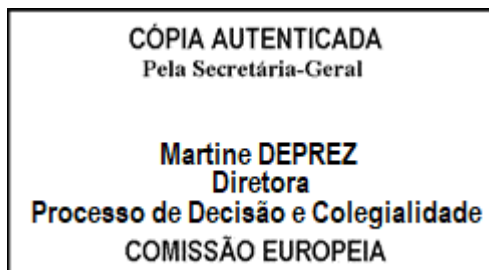 CÓPIA AUTENTICADA
Pela Secretária-Geral
Martine DEPREZ
Diretora
Processo de Decisão e Colegialidade
COMISSÃO EUROPEIA